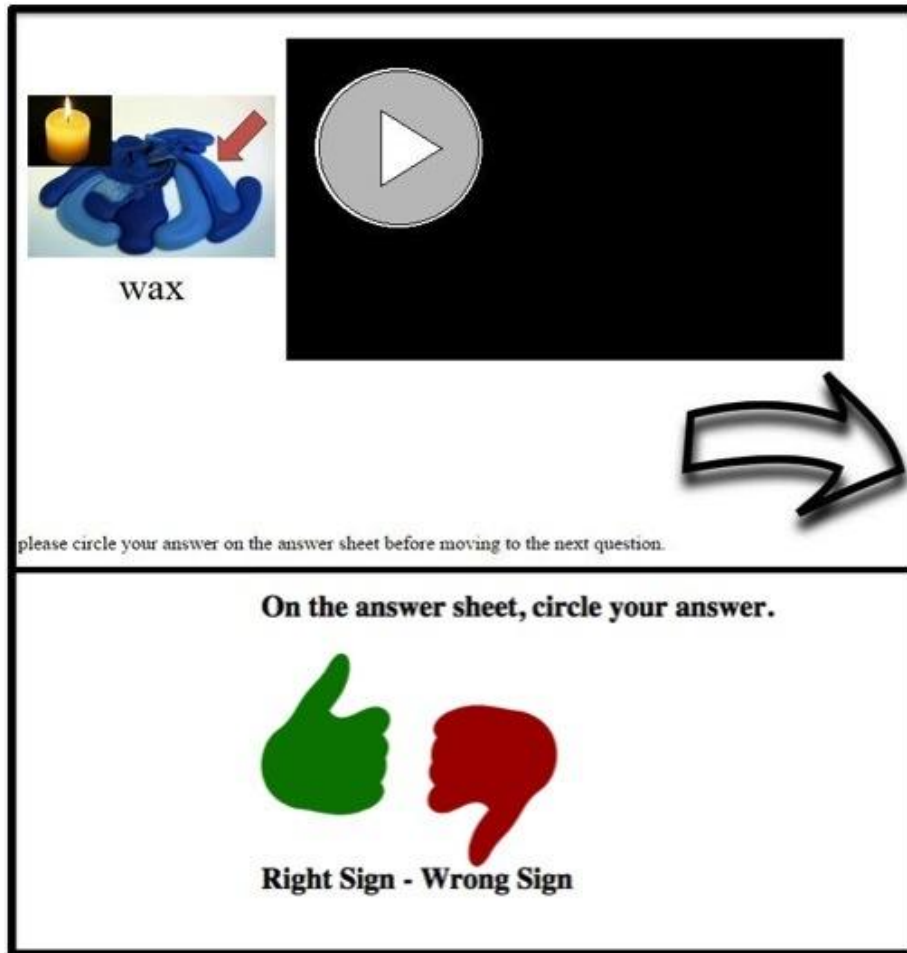 wax
please circle your answer on the answer sheet before moving to the next question.
On the answer sheet, circle your answer.
Right Sign - Wrong Sign